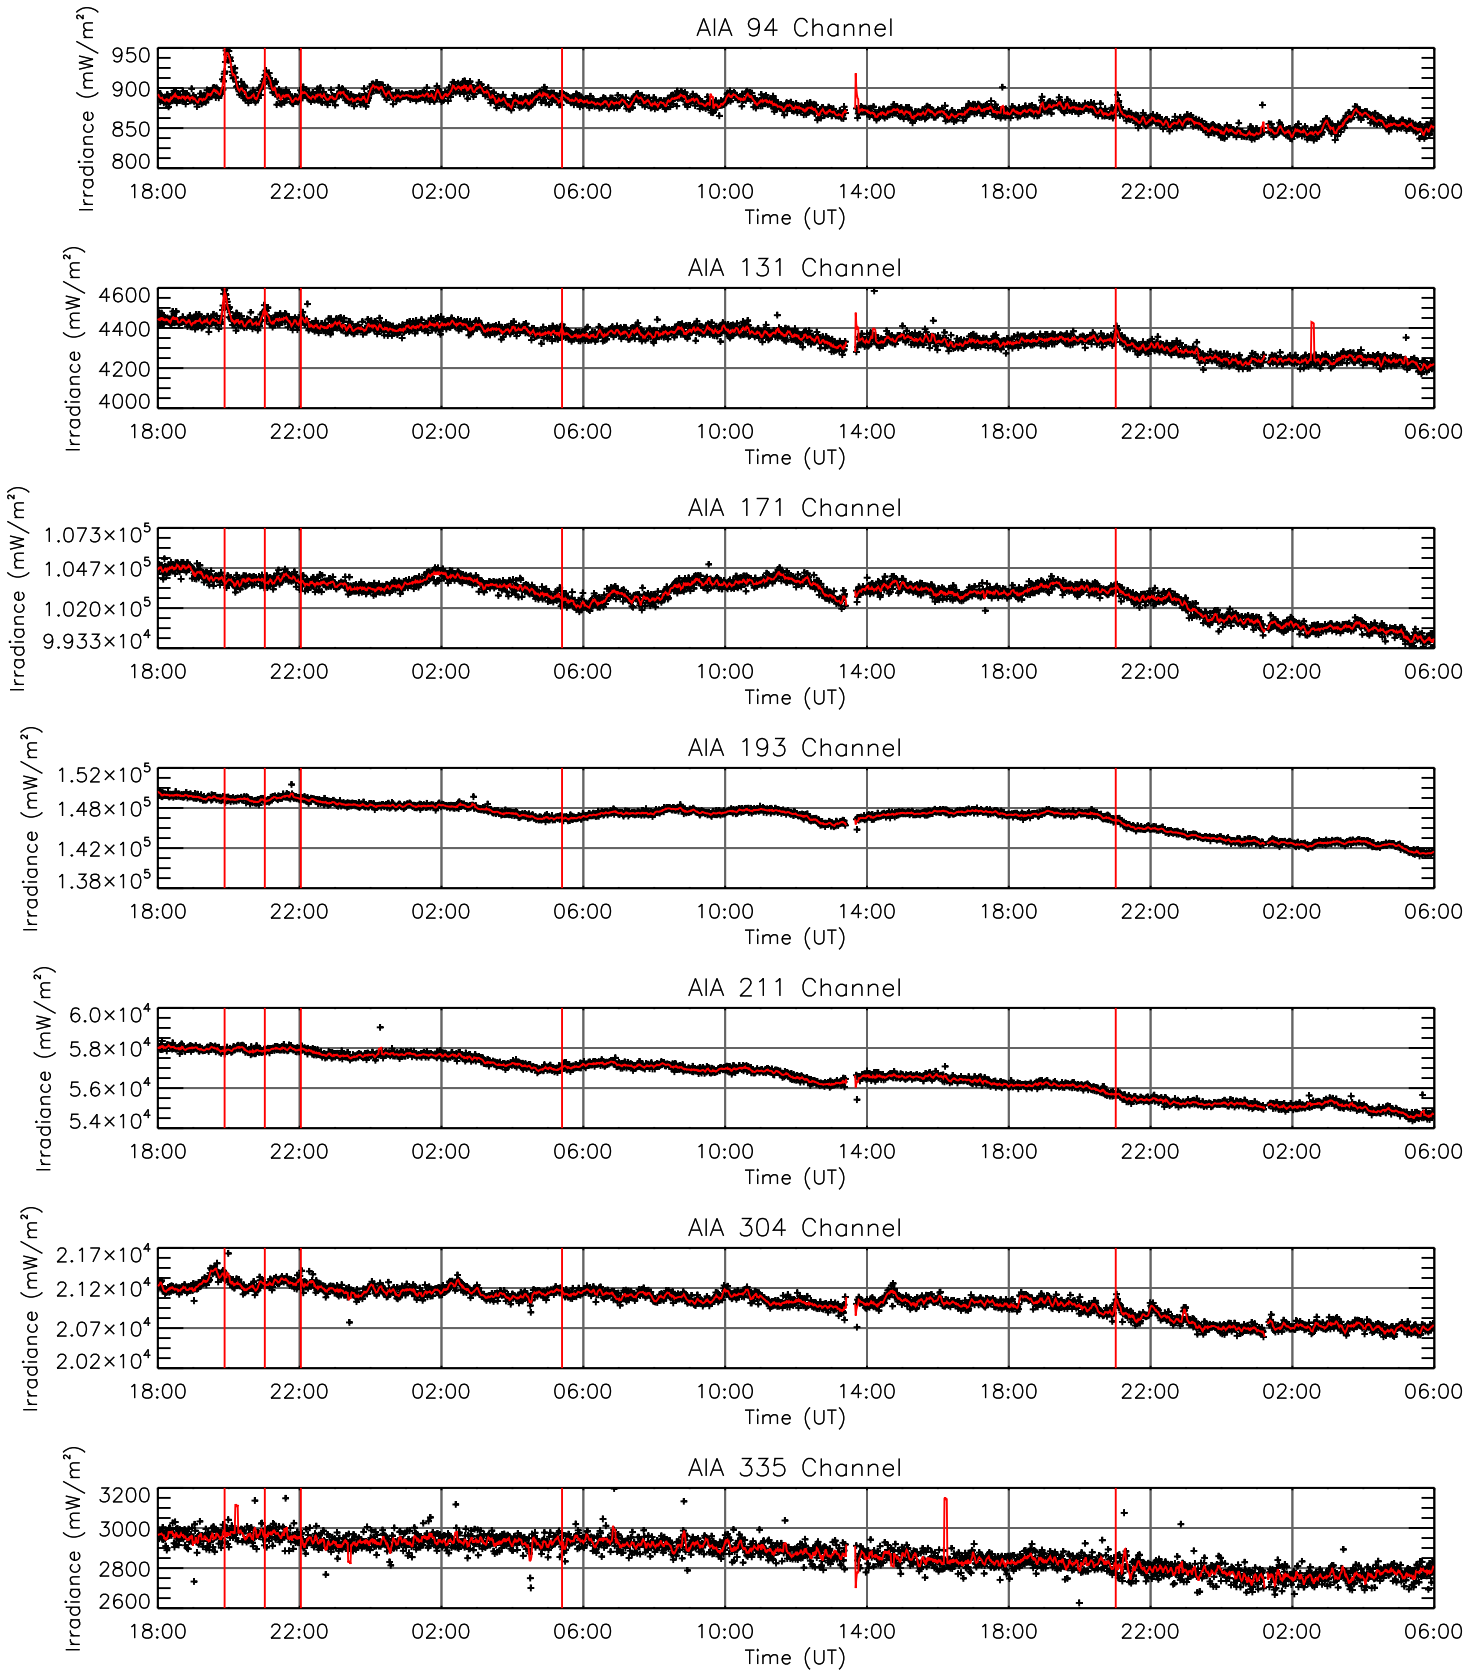 AIA 94 Channel
Irradiance (mW/m²)
950
900
850
800
18:00 22:00 02:00 06:00 10:00 14:00 18:00 22:00 02:00 06:00
Time (UT)
AIA 131 Channel
Irradiance (mW/m²)
4600
4400
4200
4000
18:00 22:00 02:00 06:00 10:00 14:00 18:00 22:00 02:00 06:00
Time (UT)
AIA 171 Channel
Irradiance (mW/m²)
1.073×10⁵
1.047×10⁵
1.020×10⁵
9.933×10⁴
18:00 22:00 02:00 06:00 10:00 14:00 18:00 22:00 02:00 06:00
Time (UT)
AIA 193 Channel
Irradiance (mW/m²)
1.52×10⁵
1.48×10⁵
1.42×10⁵
1.38×10⁵
18:00 22:00 02:00 06:00 10:00 14:00 18:00 22:00 02:00 06:00
Time (UT)
AIA 211 Channel
Irradiance (mW/m²)
6.0×10⁴
5.8×10⁴
5.6×10⁴
5.4×10⁴
18:00 22:00 02:00 06:00 10:00 14:00 18:00 22:00 02:00 06:00
Time (UT)
AIA 304 Channel
Irradiance (mW/m²)
2.17×10⁴
2.12×10⁴
2.07×10⁴
2.02×10⁴
18:00 22:00 02:00 06:00 10:00 14:00 18:00 22:00 02:00 06:00
Time (UT)
AIA 335 Channel
Irradiance (mW/m²)
3200
3000
2800
2600
18:00 22:00 02:00 06:00 10:00 14:00 18:00 22:00 02:00 06:00
Time (UT)